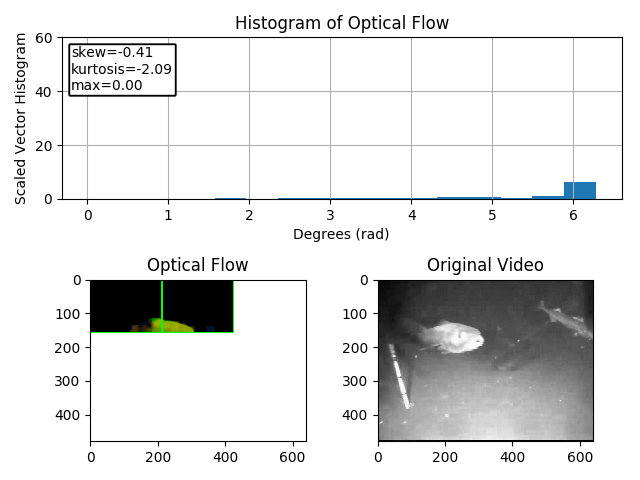 Histogram of Optical Flow
skew=-0.41
kurtosis=-2.09
max=0.00
Scaled Vector Histogram
60
40
20
0
0 1 2 3 4 5 6
Degrees (rad)
Optical Flow
0
100
200
300
400
0 200 400 600
Original Video
0
100
200
300
400
0 200 400 600